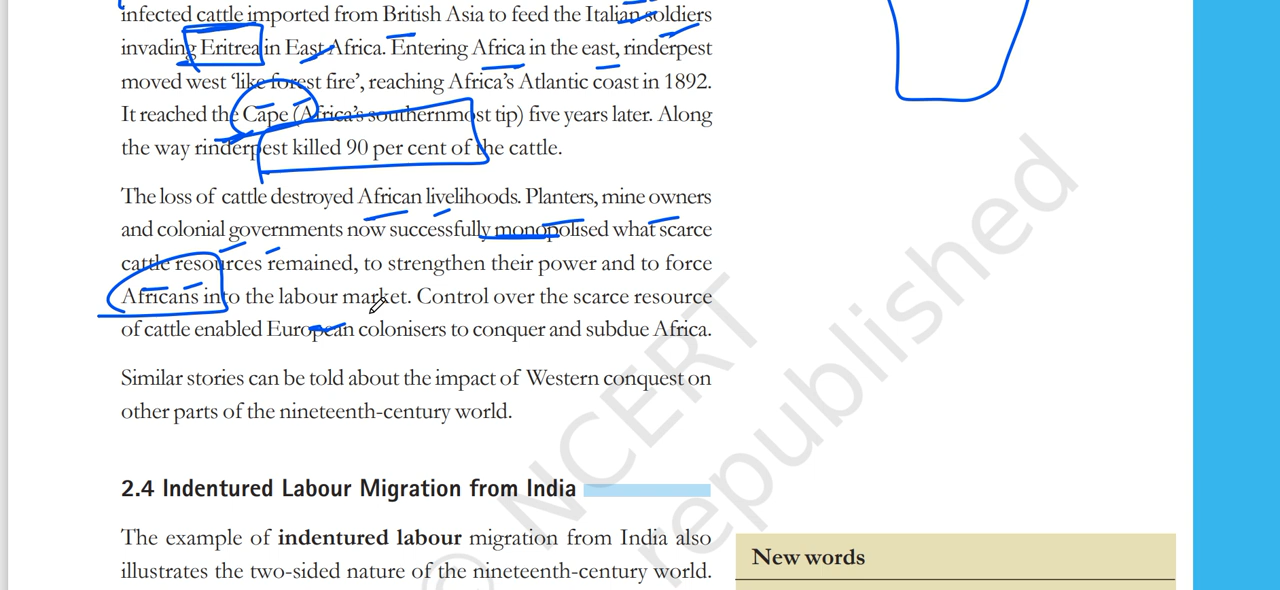 infected cattle imported from British Asia to feed the Italian soldiers
invading Eritrea in East Africa. Entering Africa in the east, rinderpest
moved west ‘like forest fire’, reaching Africa’s Atlantic coast in 1892.
It reached the Cape (Africa’s southernmost tip) five years later. Along
the way rinderpest killed 90 per cent of the cattle.
The loss of cattle destroyed African livelihoods. Planters, mine owners
and colonial governments now successfully monopolised what scarce
cattle resources remained, to strengthen their power and to force
Africans into the labour market. Control over the scarce resource
of cattle enabled European colonisers to conquer and subdue Africa.
Similar stories can be told about the impact of Western conquest on
other parts of the nineteenth-century world.
2.4 Indentured Labour Migration from India
The example of indentured labour migration from India also
illustrates the two-sided nature of the nineteenth-century world.
New words
© NCERT
republished